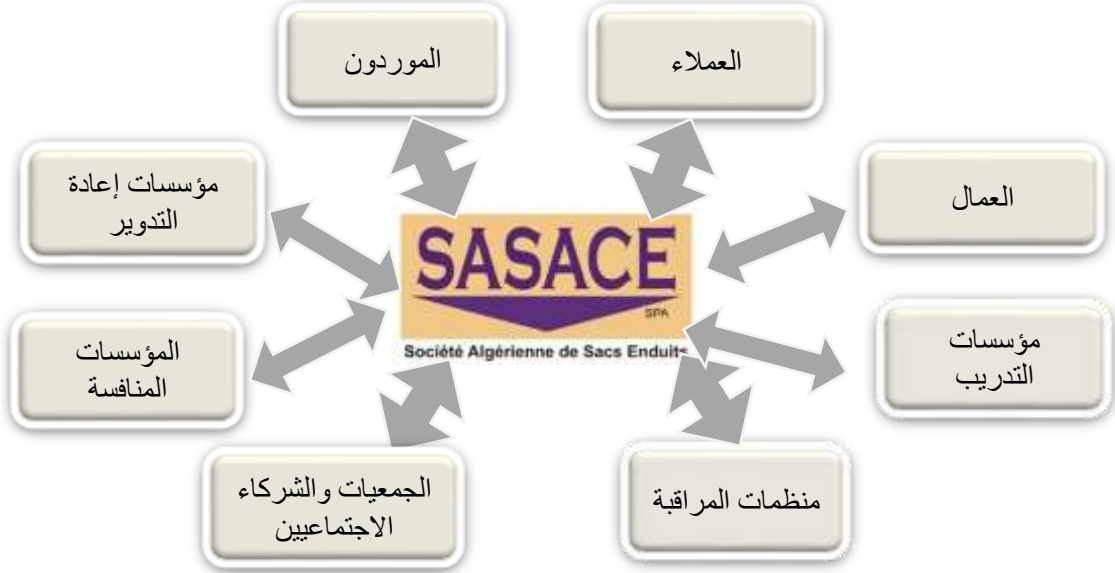 الموردون
العملاء
مؤسسات إعادة
التدوير
العمال
SASACE
SPA
Société Algérienne de Sacs Enduits
المؤسسات
المنافسة
مؤسسات
التدريب
الجمعيات والشركاء
الاجتماعيين
منظمات المراقبة